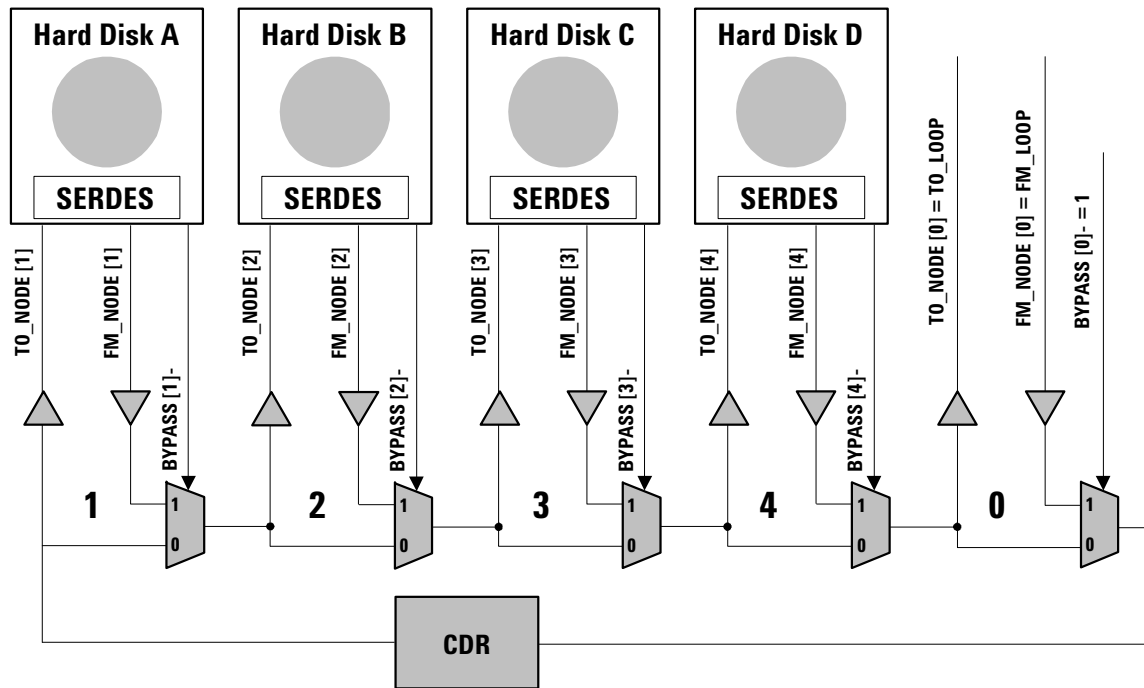 Hard Disk A
Hard Disk B
Hard Disk C
Hard Disk D
SERDES
SERDES
SERDES
SERDES
TO_NODE [1]
FM_NODE [1]
BYPASS [1]-
TO_NODE [2]
FM_NODE [2]
BYPASS [2]-
TO_NODE [3]
FM_NODE [3]
BYPASS [3]-
TO_NODE [4]
FM_NODE [4]
BYPASS [4]-
TO_NODE [0] = TO_LOOP
FM_NODE [0] = FM_LOOP
BYPASS [0]- = 1
1
1
0
2
1
0
3
1
0
4
1
0
0
1
0
CDR